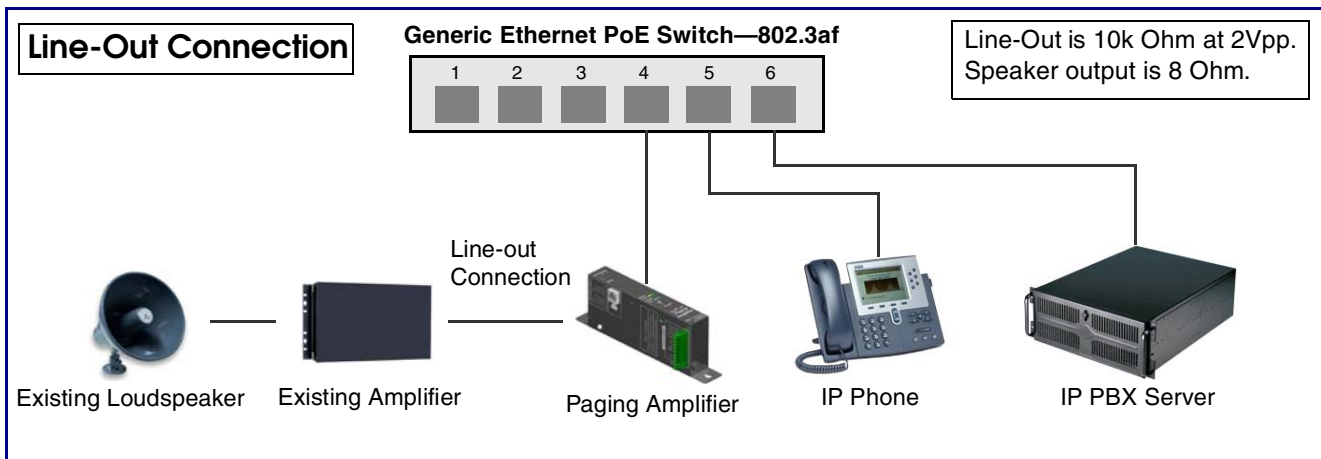 Line-Out Connection
Generic Ethernet PoE Switch—802.3af
Line-Out is 10k Ohm at 2Vpp.
Speaker output is 8 Ohm.
1 2 3 4 5 6
Line-out
Connection
Existing Loudspeaker
Existing Amplifier
Paging Amplifier
IP Phone
IP PBX Server